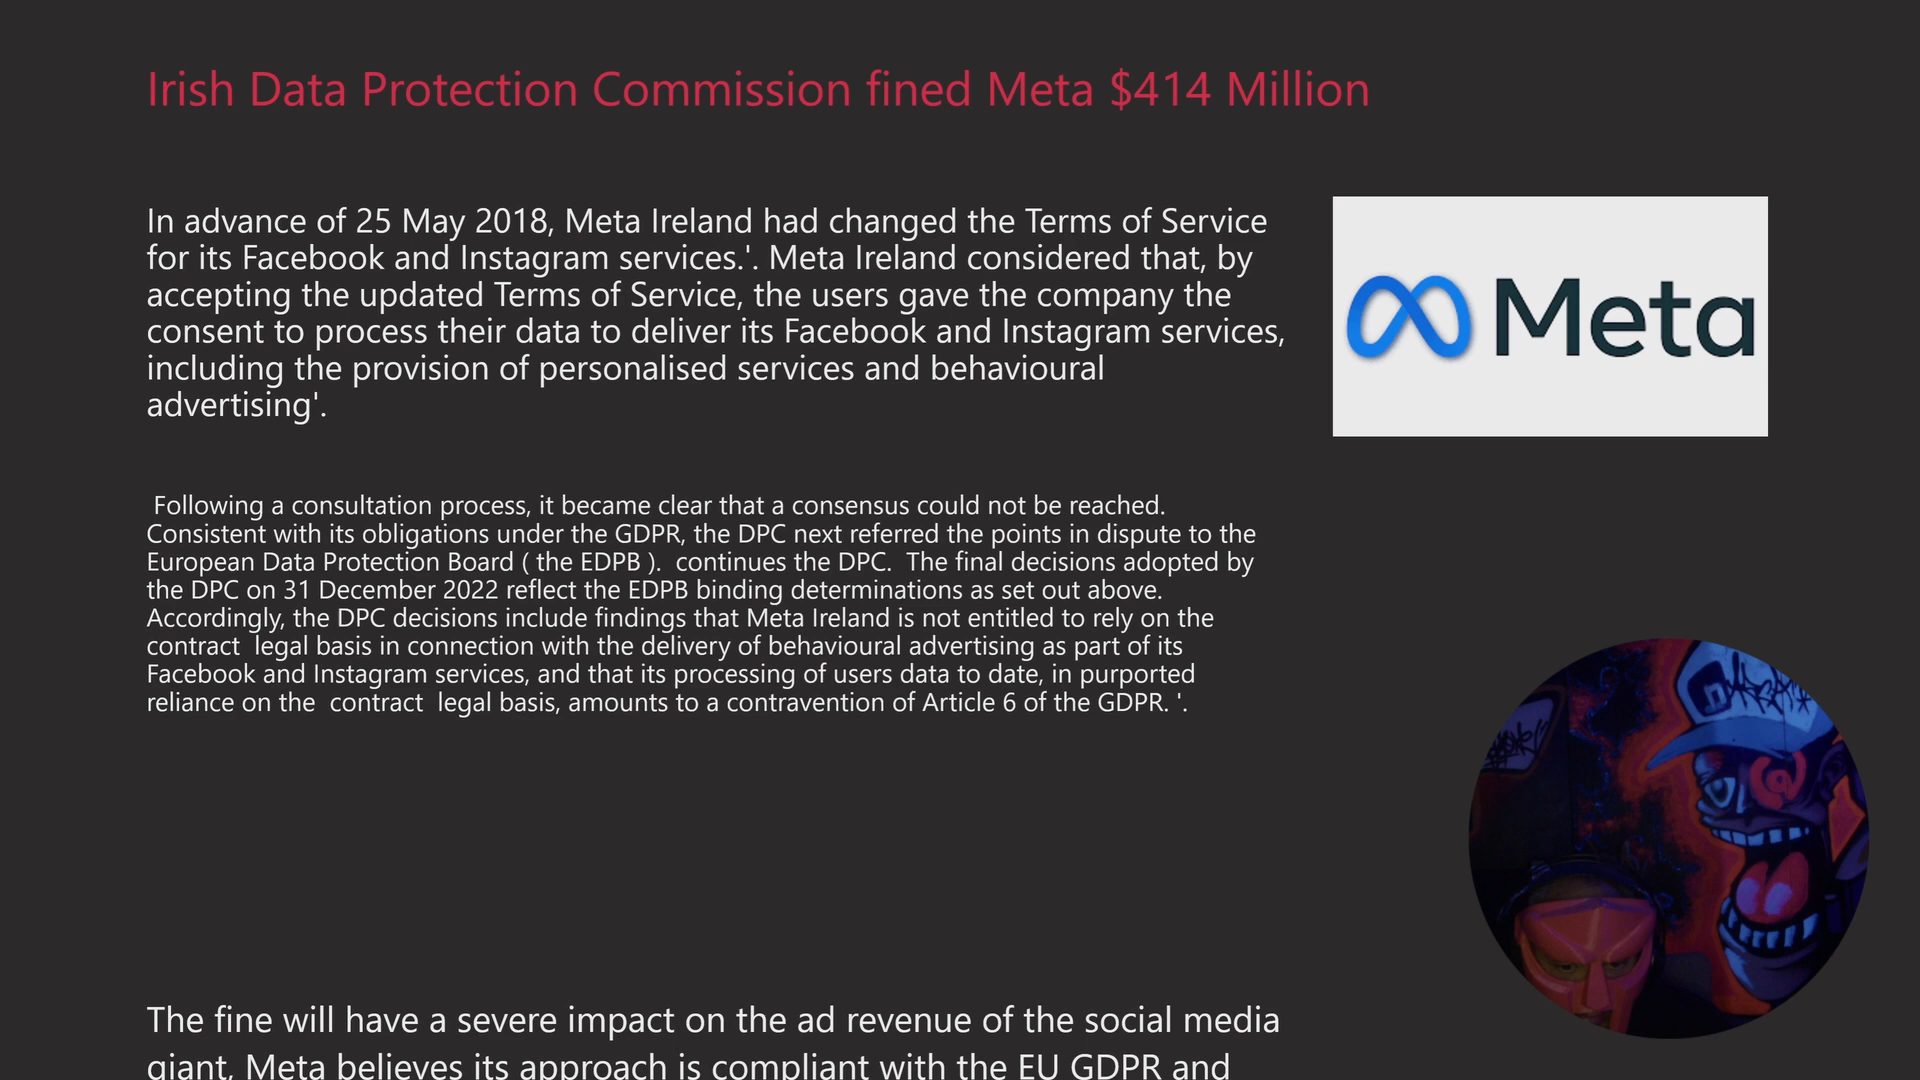 Irish Data Protection Commission fined Meta $414 Million
In advance of 25 May 2018, Meta Ireland had changed the Terms of Service
for its Facebook and Instagram services.'. Meta Ireland considered that, by
accepting the updated Terms of Service, the users gave the company the
consent to process their data to deliver its Facebook and Instagram services,
including the provision of personalised services and behavioural
advertising'.
Meta
Following a consultation process, it became clear that a consensus could not be reached.
Consistent with its obligations under the GDPR, the DPC next referred the points in dispute to the
European Data Protection Board ( the EDPB ).  continues the DPC.  The final decisions adopted by
the DPC on 31 December 2022 reflect the EDPB binding determinations as set out above.
Accordingly, the DPC decisions include findings that Meta Ireland is not entitled to rely on the
contract  legal basis in connection with the delivery of behavioural advertising as part of its
Facebook and Instagram services, and that its processing of users data to date, in purported
reliance on the  contract  legal basis, amounts to a contravention of Article 6 of the GDPR. '.
The fine will have a severe impact on the ad revenue of the social media
giant, Meta believes its approach is compliant with the EU GDPR and